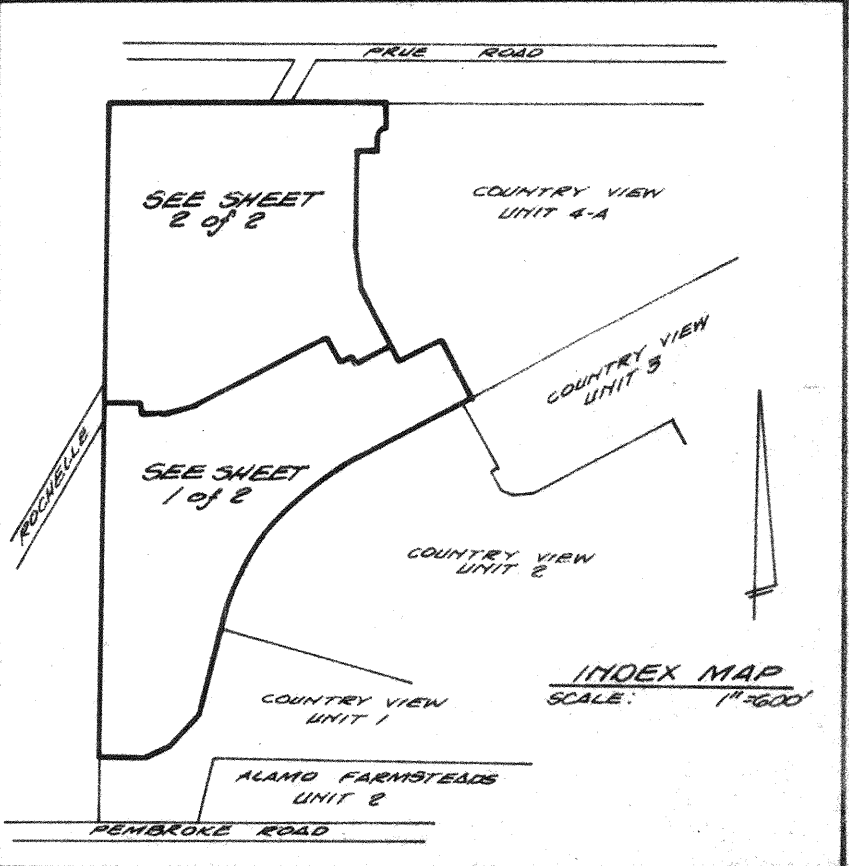 PRUE ROAD
SEE SHEET
2 of 2
COUNTRY VIEW
UNIT 4-A
COUNTRY VIEW
UNIT 3
ROCHELLE
SEE SHEET
1 of 2
COUNTRY VIEW
UNIT 2
INDEX MAP
SCALE: 1"=600'
COUNTRY VIEW
UNIT 1
ALAMO FARMSTEADS
UNIT 2
PEMBROKE ROAD